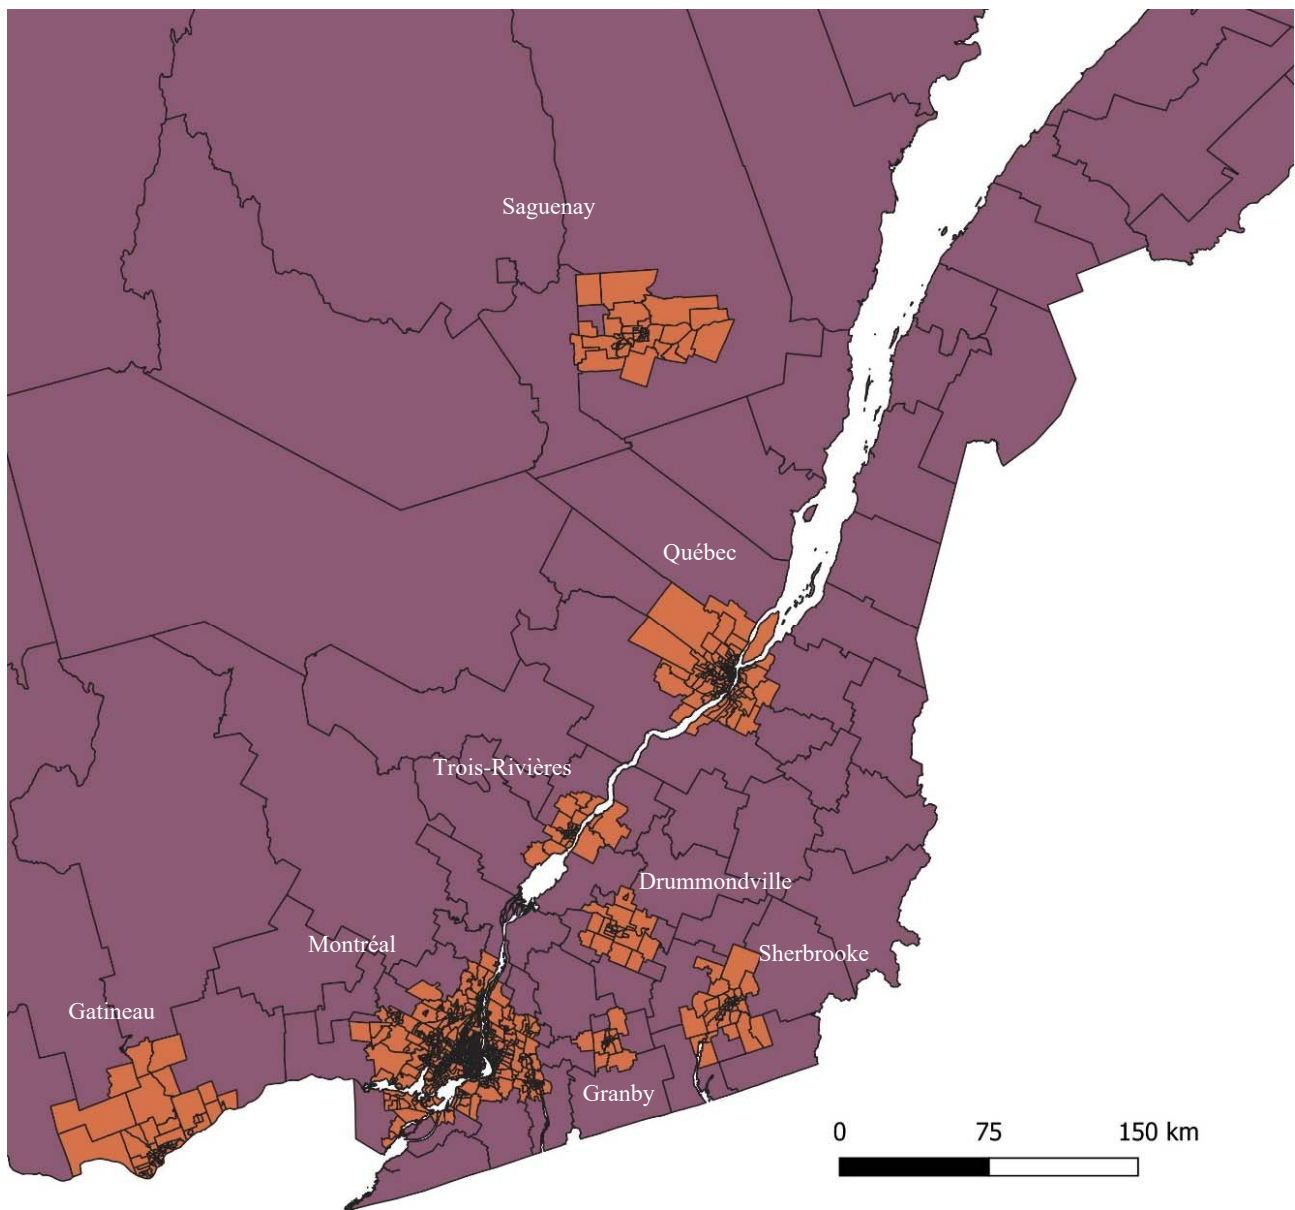 Saguenay
Québec
Trois-Rivières
Drummondville
Montréal
Sherbrooke
Gatineau
Granby
0 75 150 km